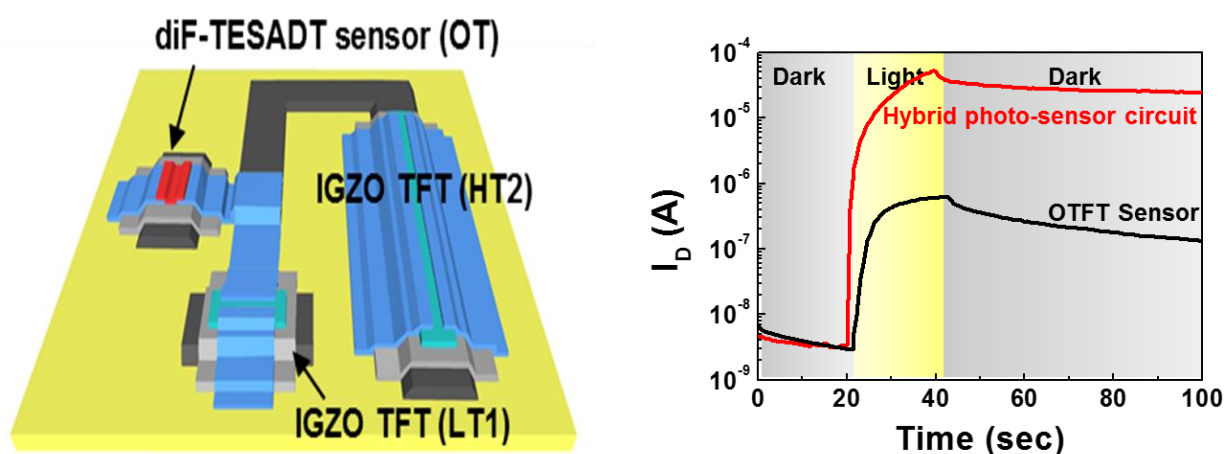 diF-TESADT sensor (OT)
IGZO TFT (HT2)
IGZO TFT (LT1)
10⁻⁴
10⁻⁵
10⁻⁶
10⁻⁷
10⁻⁸
10⁻⁹
I_D (A)
Dark Light Dark
Hybrid photo-sensor circuit
OTFT Sensor
0 20 40 60 80 100
Time (sec)